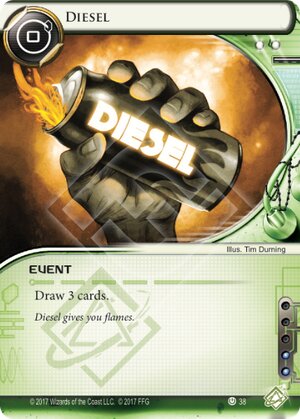 DIESEL
0
DIESEL
Illus. Tim Durning
EVENT
Draw 3 cards.
Diesel gives you flames.
© 2017 Wizards of the Coast LLC. © 2017 FFG
38